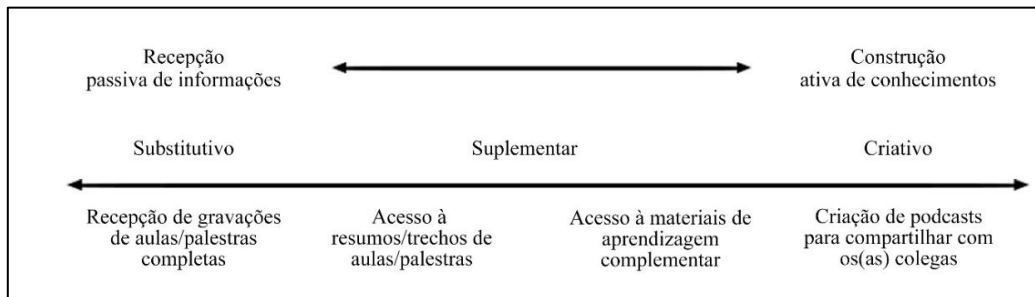 Recepção
passiva de informações
Construção
ativa de conhecimentos
Substitutivo
Suplementar
Criativo
Recepção de gravações
de aulas/palestras
completas
Acesso à
resumos/trechos de
aulas/palestras
Acesso à materiais de
aprendizagem
complementar
Criação de podcasts
para compartilhar com
os(as) colegas